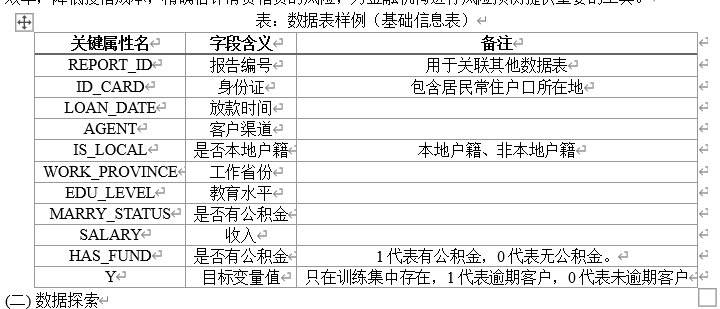 表：数据表样例（基础信息表）
关键属性名 字段含义 备注
REPORT_ID 报告编号 用于关联其他数据表
ID_CARD 身份证 包含居民常住户口所在地
LOAN_DATE 放款时间
AGENT 客户渠道
IS_LOCAL 是否本地户籍 本地户籍、非本地户籍
WORK_PROVINCE 工作省份
EDU_LEVEL 教育水平
MARRY_STATUS 是否有公积金
SALARY 收入
HAS_FUND 是否有公积金 1代表有公积金，0代表无公积金。
Y 目标变量值 只在训练集中存在，1代表逾期客户，0代表未逾期客户
(二) 数据探索